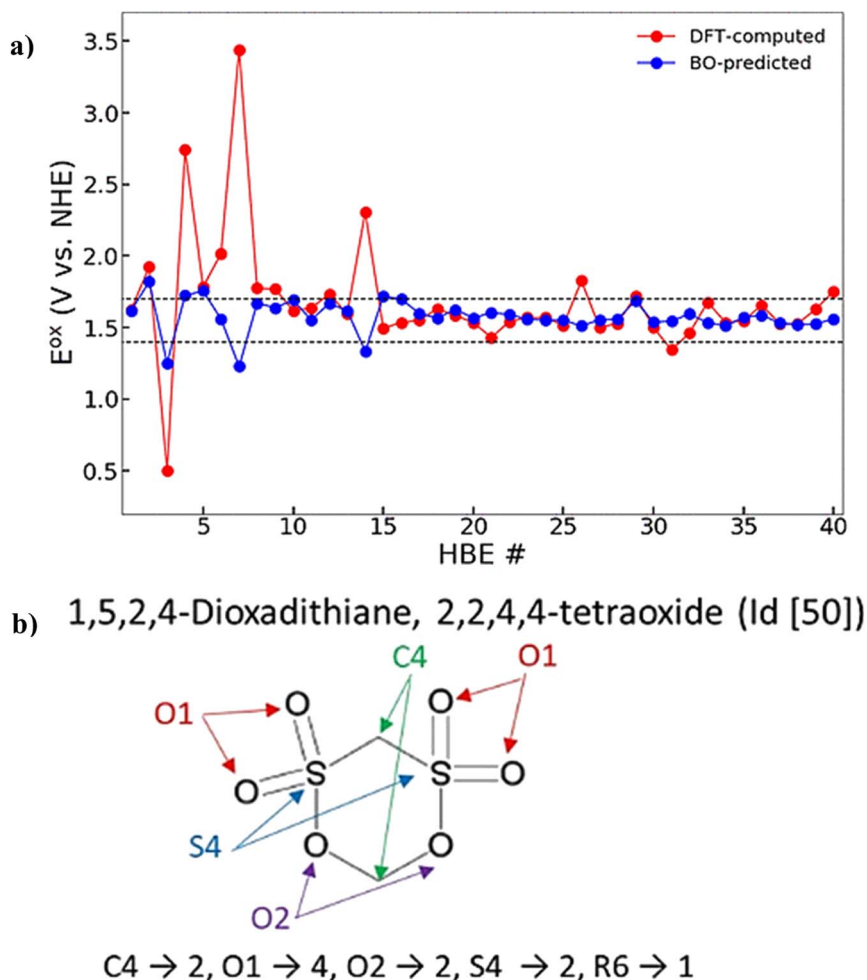 a)
3.5
3.0
2.5
2.0
1.5
1.0
0.5
E^ox (V vs. NHE)
DFT-computed
BO-predicted
5 10 15 20 25 30 35 40
HBE #
b) 1,5,2,4-Dioxadithiane, 2,2,4,4-tetraoxide (Id [50])
C4 O1
O1 O O
S S O
O
S4
O O
O2
C4 → 2, O1 → 4, O2 → 2, S4 → 2, R6 → 1